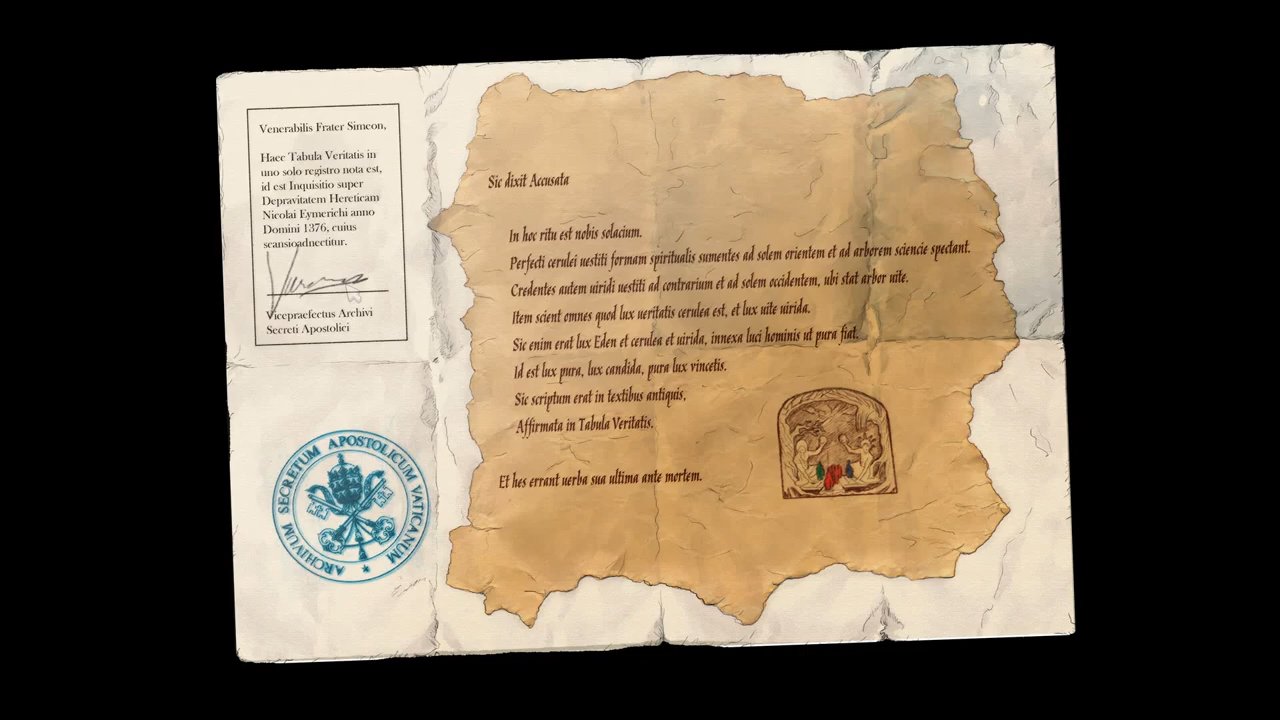 Venerabilis Frater Simeon,
Haec Tabula Veritatis in
uno solo registro nota est,
id est Inquisitio super
Depravitatem Hereticam
Nicolai Eymerichi anno
Domini 1376, cuius
scansioadnectitur.
Vicepraefectus Archivi
Secreti Apostolici
ARCHIVUM SECRETUM APOSTOLICUM VATICANUM
Sic dixit Accusata
In hoc ritu est nobis solacium.
Perfecti cerulei uestiti formam spiritualis sumentes ad solem orientem et ad arborem sciencie spectant.
Credentes autem uiridi uestiti ad contrarium et ad solem occidentem, ubi stat arbor uite.
Item scient omnes quod lux ueritatis cerulea est, et lux uite uirida.
Sic enim erat lux Eden et cerulea et uirida, innexa luci hominis ut pura fiat.
Id est lux pura, lux candida, pura lux vincetis.
Sic scriptum erat in textibus antiquis,
Affirmata in Tabula Veritatis.
Et hes errant uerba sua ultima ante mortem.